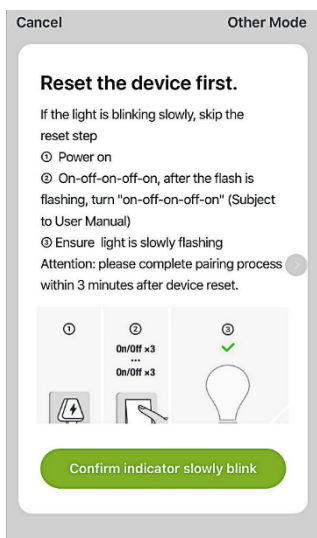 Cancel Other Mode
Reset the device first.
If the light is blinking slowly, skip the
reset step
① Power on
② On-off-on-off-on, after the flash is
flashing, turn "on-off-on-off-on" (Subject
to User Manual)
③ Ensure light is slowly flashing
Attention: please complete pairing process
within 3 minutes after device reset.
① ② ③
On/Off ×3
...
On/Off ×3
Confirm indicator slowly blink